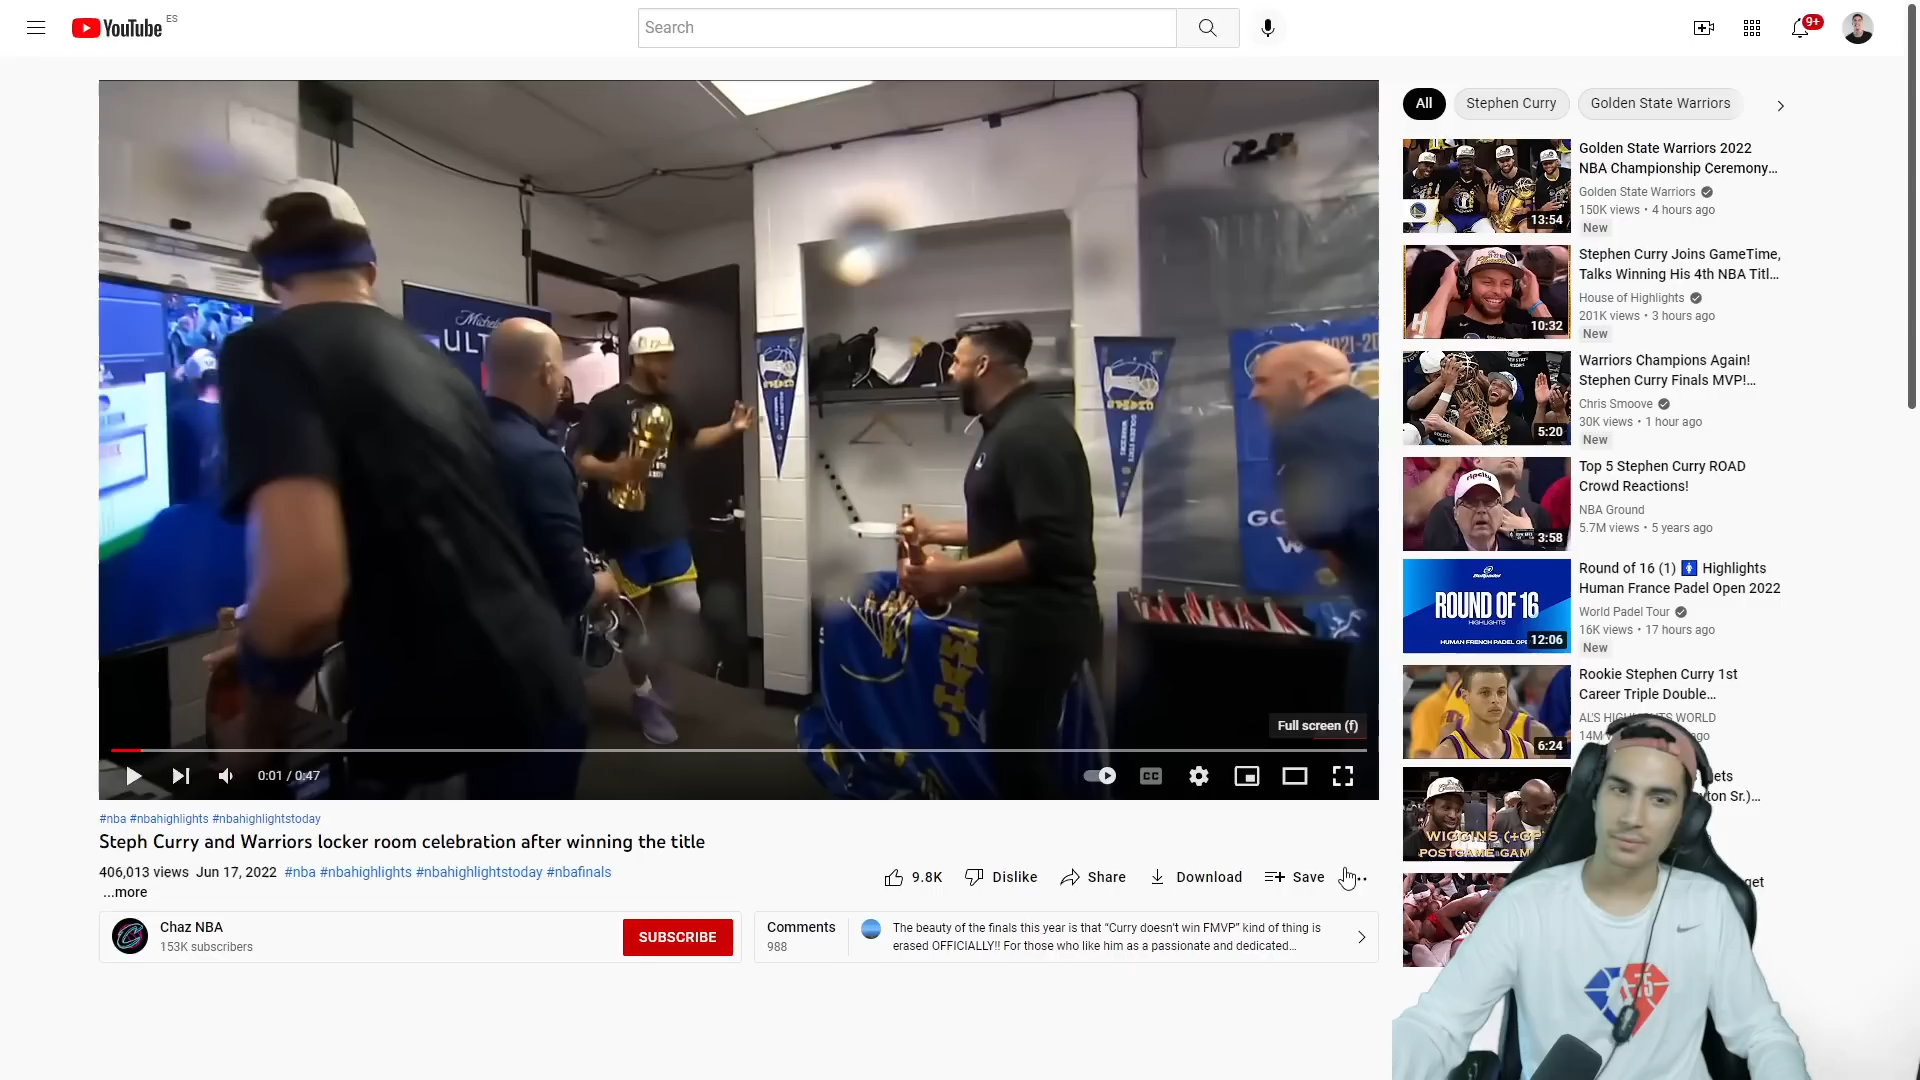 YouTube ES
Search
9+
All
Stephen Curry
Golden State Warriors
Full screen (f)
0:01 / 0:47
CC
#nba #nbahighlights #nbahighlightstoday
Steph Curry and Warriors locker room celebration after winning the title
406,013 views Jun 17, 2022 #nba #nbahighlights #nbahighlightstoday #nbafinals
...more
9.8K
Dislike
Share
Download
Save
Chaz NBA
153K subscribers
SUBSCRIBE
Comments
988
The beauty of the finals this year is that “Curry doesn’t win FMVP” kind of thing is
erased OFFICIALLY!! For those who like him as a passionate and dedicated...
13:54
Golden State Warriors 2022
NBA Championship Ceremony...
Golden State Warriors
150K views • 4 hours ago
New
10:32
Stephen Curry Joins GameTime,
Talks Winning His 4th NBA Titl...
House of Highlights
201K views • 3 hours ago
New
5:20
Warriors Champions Again!
Stephen Curry Finals MVP!...
Chris Smoove
30K views • 1 hour ago
New
3:58
Top 5 Stephen Curry ROAD
Crowd Reactions!
NBA Ground
5.7M views • 5 years ago
ROUND OF 16
HIGHLIGHTS
12:06
Round of 16 (1) 🚹 Highlights
Human France Padel Open 2022
World Padel Tour
16K views • 17 hours ago
New
6:24
Rookie Stephen Curry 1st
Career Triple Double...
WORLD
14M
WIGGINS
POSTGAME
75